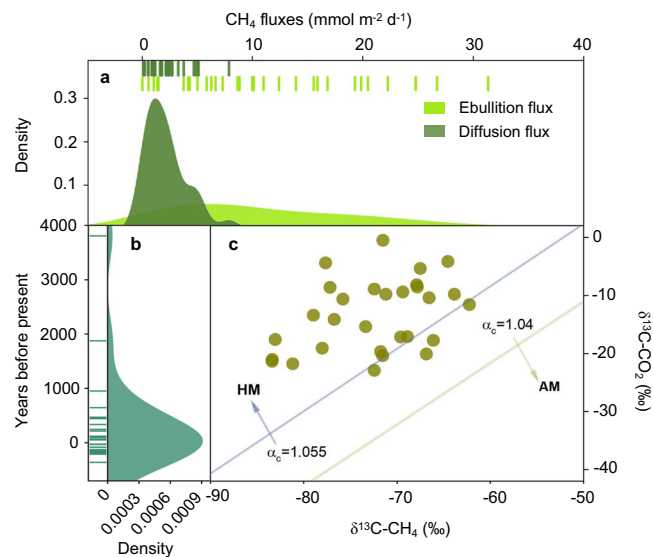 CH₄ fluxes (mmol m⁻² d⁻¹)
0 10 20 30 40
a
Ebullition flux
Diffusion flux
Density
0.3
0.2
0.1
4000
3000
2000
1000
0
Years before present
b
0 0.0003 0.0006 0.0009
Density
c
αc=1.04
HM
AM
αc=1.055
0
-10
-20
-30
-40
δ¹³C-CO₂ (‰)
-90 -80 -70 -60 -50
δ¹³C-CH₄ (‰)